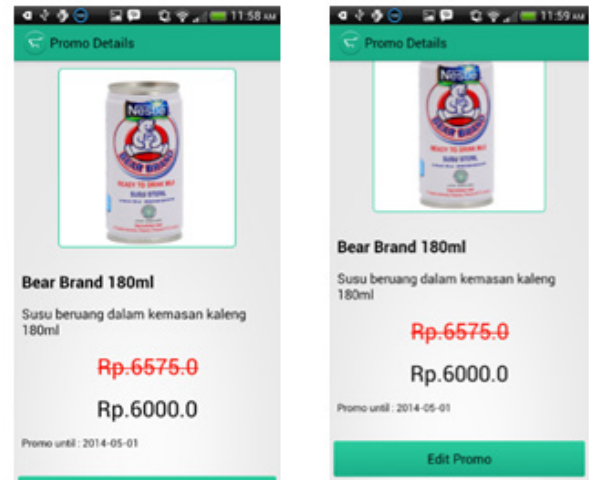 11:58 AM
Promo Details
Nestle
BEAR BRAND
READY TO DRINK MILK
SUSU STERIL
Bear Brand 180ml
Susu beruang dalam kemasan kaleng
180ml
Rp.6575.0
Rp.6000.0
Promo until : 2014-05-01
11:59 AM
Promo Details
Nestle
BEAR BRAND
READY TO DRINK MILK
SUSU STERIL
Bear Brand 180ml
Susu beruang dalam kemasan kaleng
180ml
Rp.6575.0
Rp.6000.0
Promo until : 2014-05-01
Edit Promo